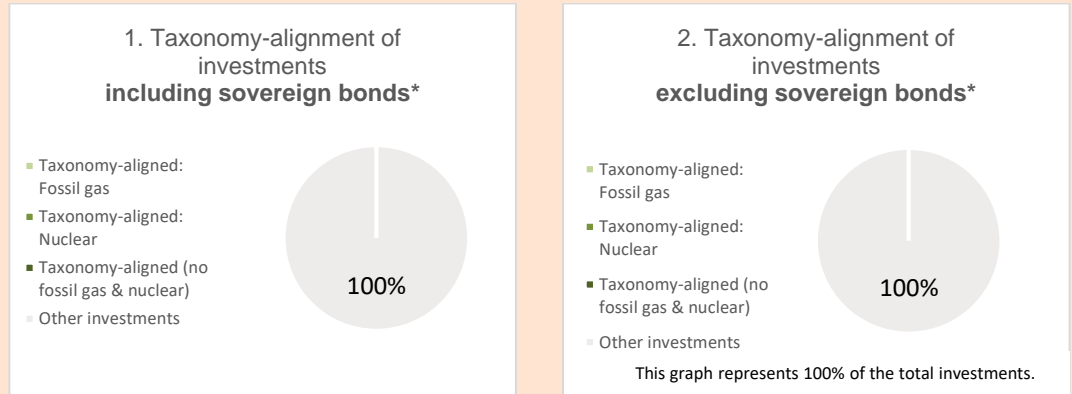 1. Taxonomy-alignment of
investments
including sovereign bonds*
Taxonomy-aligned:
Fossil gas
Taxonomy-aligned:
Nuclear
Taxonomy-aligned (no
fossil gas & nuclear)
Other investments
100%
2. Taxonomy-alignment of
investments
excluding sovereign bonds*
Taxonomy-aligned:
Fossil gas
Taxonomy-aligned:
Nuclear
Taxonomy-aligned (no
fossil gas & nuclear)
Other investments
100%
This graph represents 100% of the total investments.